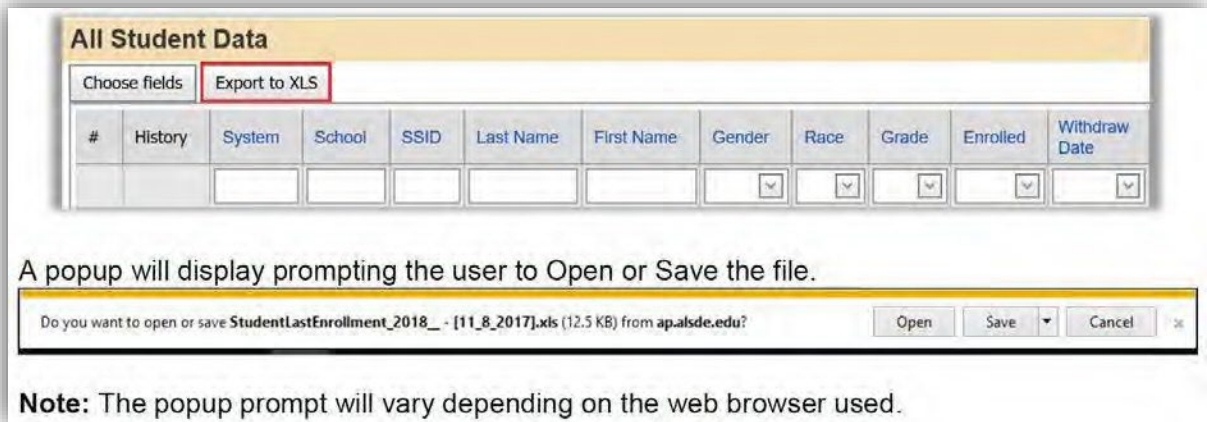 All Student Data
Choose fields Export to XLS
# History System School SSID Last Name First Name Gender Race Grade Enrolled Withdraw Date
A popup will display prompting the user to Open or Save the file.
Do you want to open or save StudentLastEnrollment_2018__ - [11_8_2017].xls (12.5 KB) from ap.alsde.edu? Open Save Cancel
Note: The popup prompt will vary depending on the web browser used.